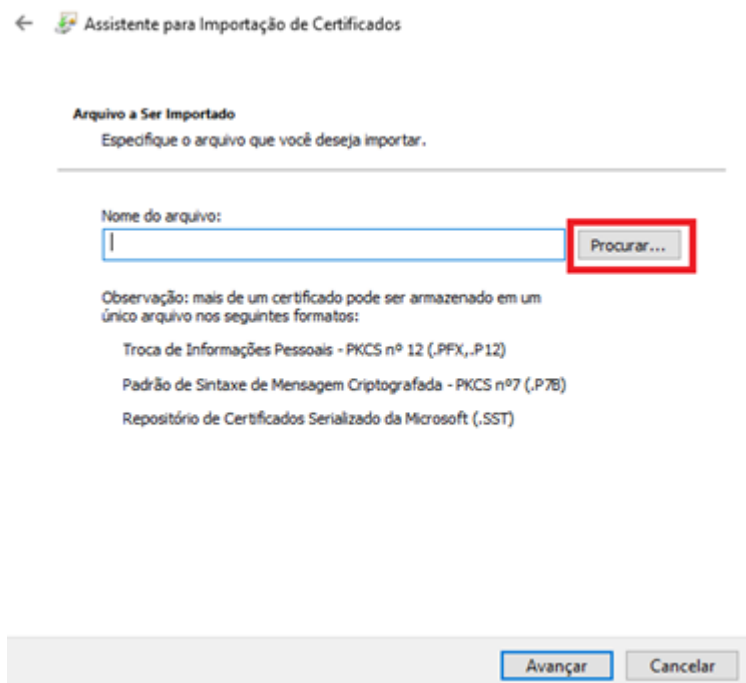 Assistente para Importação de Certificados
Arquivo a Ser Importado
Especifique o arquivo que você deseja importar.
Nome do arquivo:
Procurar...
Observação: mais de um certificado pode ser armazenado em um
único arquivo nos seguintes formatos:
Troca de Informações Pessoais - PKCS nº 12 (.PFX,.P12)
Padrão de Sintaxe de Mensagem Criptografada - PKCS nº7 (.P7B)
Repositório de Certificados Serializado da Microsoft (.SST)
Avançar
Cancelar